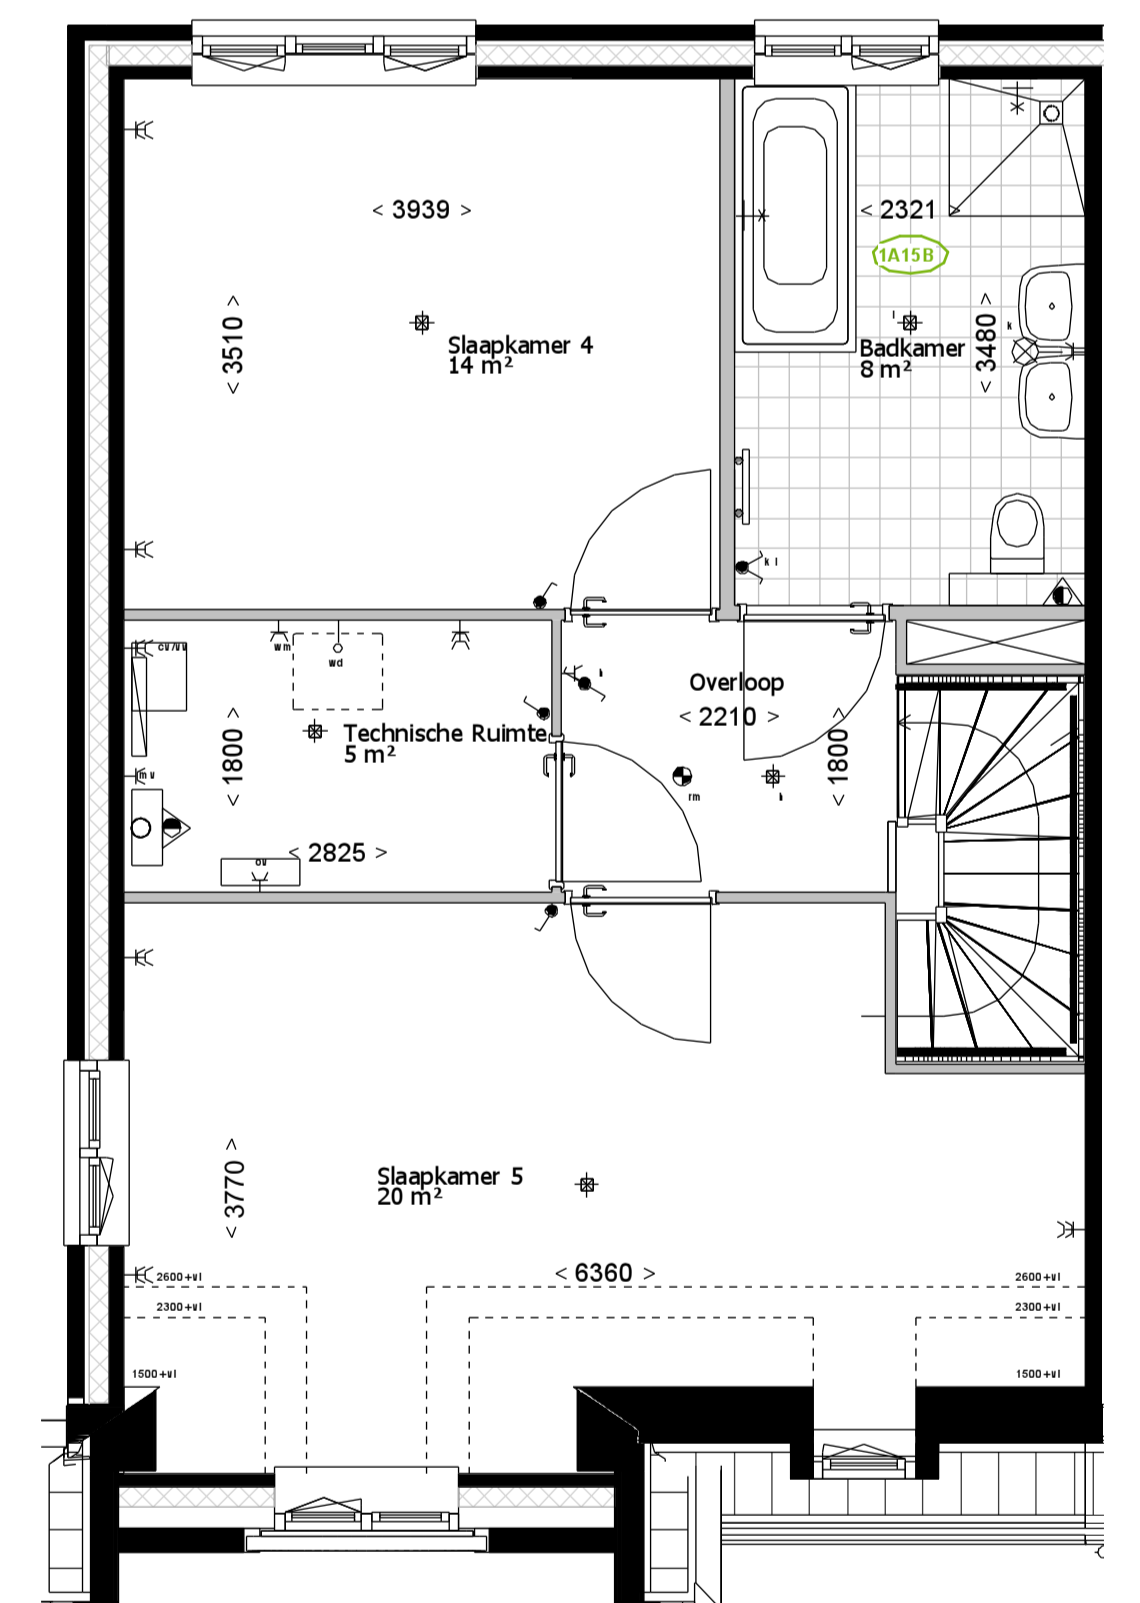 < 3939 >
< 2321 >
1A15B
< 3510 >
Slaapkamer 4
14 m²
l
k
Badkamer
8 m²
< 3480 >
k l
wm
cv/vv
wd
k
Overloop
< 2210 >
Technische Ruimte
5 m²
< 1800 >
< 1800 >
mv
rm
k
< 2825 >
cv
Slaapkamer 5
20 m²
< 3770 >
< 6360 >
2600+vl
2600+vl
2300+vl
2300+vl
1500+vl
1500+vl